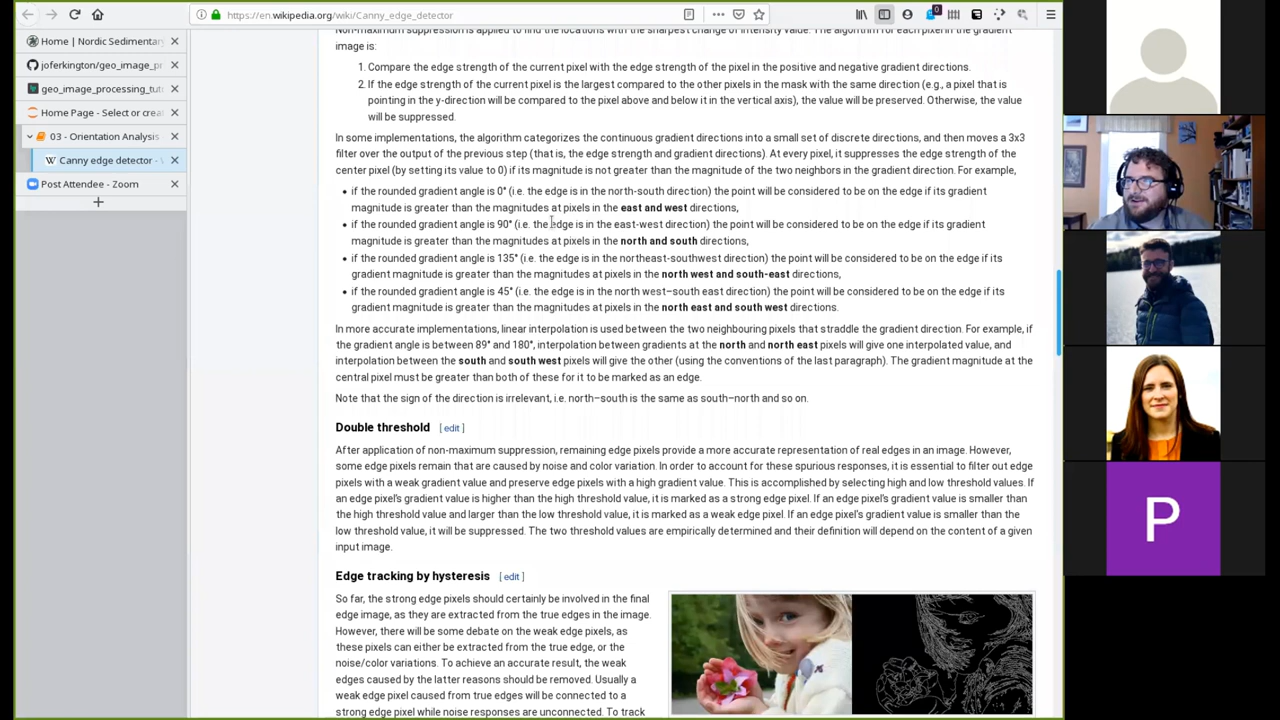 https://en.wikipedia.org/wiki/Canny_edge_detector
0
Home | Nordic Sedimentar
joferkington/geo_image_pr
geo_image_processing_tut
Home Page - Select or creat
03 - Orientation Analysis
Canny edge detector -
Post Attendee - Zoom
Non-maximum suppression is applied to find the locations with the sharpest change of intensity value. The algorithm for each pixel in the gradient
image is:
1. Compare the edge strength of the current pixel with the edge strength of the pixel in the positive and negative gradient directions.
2. If the edge strength of the current pixel is the largest compared to the other pixels in the mask with the same direction (e.g., a pixel that is
pointing in the y-direction will be compared to the pixel above and below it in the vertical axis), the value will be preserved. Otherwise, the value
will be suppressed.
In some implementations, the algorithm categorizes the continuous gradient directions into a small set of discrete directions, and then moves a 3x3
filter over the output of the previous step (that is, the edge strength and gradient directions). At every pixel, it suppresses the edge strength of the
center pixel (by setting its value to 0) if its magnitude is not greater than the magnitude of the two neighbors in the gradient direction. For example,
• if the rounded gradient angle is 0° (i.e. the edge is in the north-south direction) the point will be considered to be on the edge if its gradient
magnitude is greater than the magnitudes at pixels in the east and west directions,
• if the rounded gradient angle is 90° (i.e. the edge is in the east-west direction) the point will be considered to be on the edge if its gradient
magnitude is greater than the magnitudes at pixels in the north and south directions,
• if the rounded gradient angle is 135° (i.e. the edge is in the northeast-southwest direction) the point will be considered to be on the edge if its
gradient magnitude is greater than the magnitudes at pixels in the north west and south-east directions,
• if the rounded gradient angle is 45° (i.e. the edge is in the north west–south east direction) the point will be considered to be on the edge if its
gradient magnitude is greater than the magnitudes at pixels in the north east and south west directions.
In more accurate implementations, linear interpolation is used between the two neighbouring pixels that straddle the gradient direction. For example, if
the gradient angle is between 89° and 180°, interpolation between gradients at the north and north east pixels will give one interpolated value, and
interpolation between the south and south west pixels will give the other (using the conventions of the last paragraph). The gradient magnitude at the
central pixel must be greater than both of these for it to be marked as an edge.
Note that the sign of the direction is irrelevant, i.e. north–south is the same as south–north and so on.
Double threshold [ edit ]
After application of non-maximum suppression, remaining edge pixels provide a more accurate representation of real edges in an image. However,
some edge pixels remain that are caused by noise and color variation. In order to account for these spurious responses, it is essential to filter out edge
pixels with a weak gradient value and preserve edge pixels with a high gradient value. This is accomplished by selecting high and low threshold values. If
an edge pixel's gradient value is higher than the high threshold value, it is marked as a strong edge pixel. If an edge pixel's gradient value is smaller than
the high threshold value and larger than the low threshold value, it is marked as a weak edge pixel. If an edge pixel's gradient value is smaller than the
low threshold value, it will be suppressed. The two threshold values are empirically determined and their definition will depend on the content of a given
input image.
Edge tracking by hysteresis [ edit ]
So far, the strong edge pixels should certainly be involved in the final
edge image, as they are extracted from the true edges in the image.
However, there will be some debate on the weak edge pixels, as
these pixels can either be extracted from the true edge, or the
noise/color variations. To achieve an accurate result, the weak
edges caused by the latter reasons should be removed. Usually a
weak edge pixel caused from true edges will be connected to a
strong edge pixel while noise responses are unconnected. To track
P